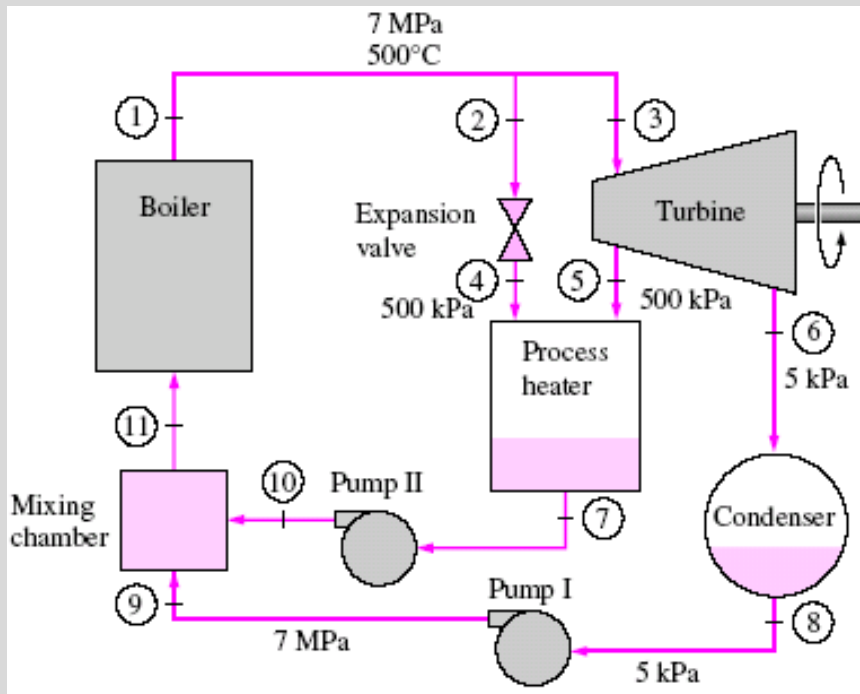 7 MPa
500°C
1
2
3
Boiler
Turbine
Expansion
valve
4
5
500 kPa
500 kPa
6
Process
heater
5 kPa
11
10
Pump II
7
Mixing
chamber
Condenser
9
Pump I
8
7 MPa
5 kPa